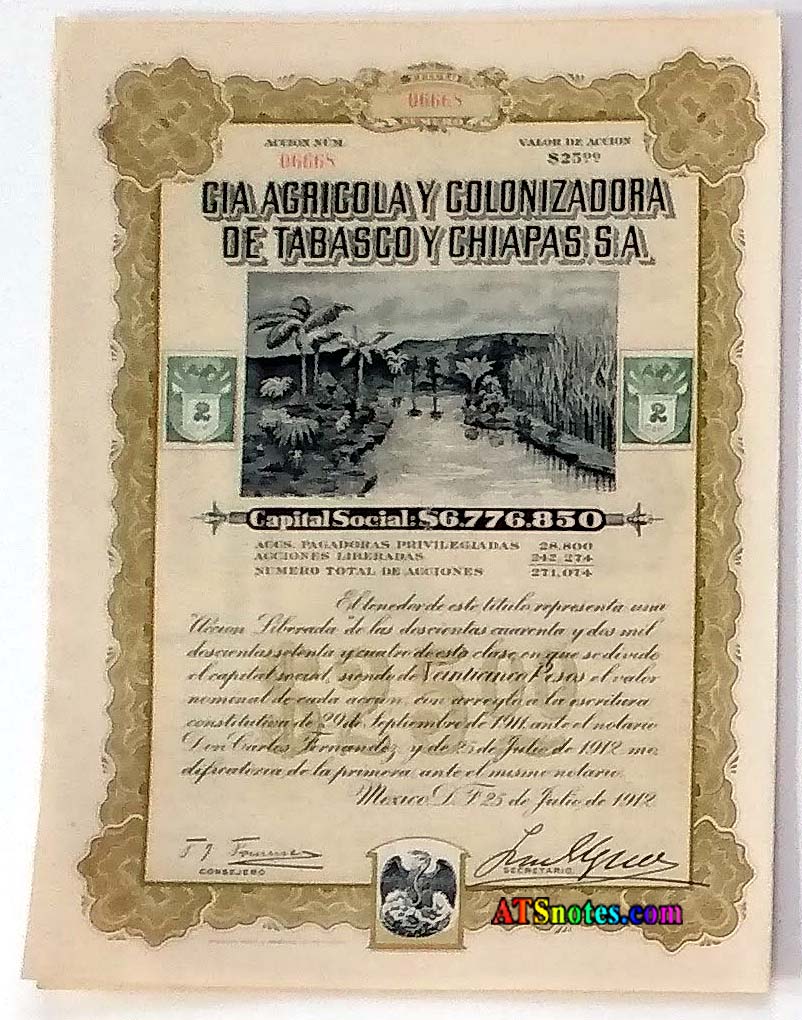 06668
ACCION NUM.
06668
VALOR DE ACCION
$25.00
CIA. AGRICOLA Y COLONIZADORA
DE TABASCO Y CHIAPAS, S.A.
2
2
Capital Social: $6.776.850
ACCS. PAGADORAS PRIVILEGIADAS 28,800
ACCIONES LIBERADAS 242 274
NUMERO TOTAL DE ACCIONES 271,074
$25.00
El tenedor de este titulo representa una
"Accion Liberada" de las doscientas cuarenta y dos mil
doscientas setenta y cuatro de esta clase en que se divide
el capital social, siendo de Veinticinco Pesos el valor
nominal de cada accion, con arreglo a la escritura
constitutiva de 29 de Septiembre de 1911 ante el notario
Don Carlos Fernandez y de 25 de Julio de 1912 mo-
dificatoria de la primera ante el mismo notario.
Mexico D. F. 25 de Julio de 1912
CONSEJERO
SECRETARIO
ATSnotes.com